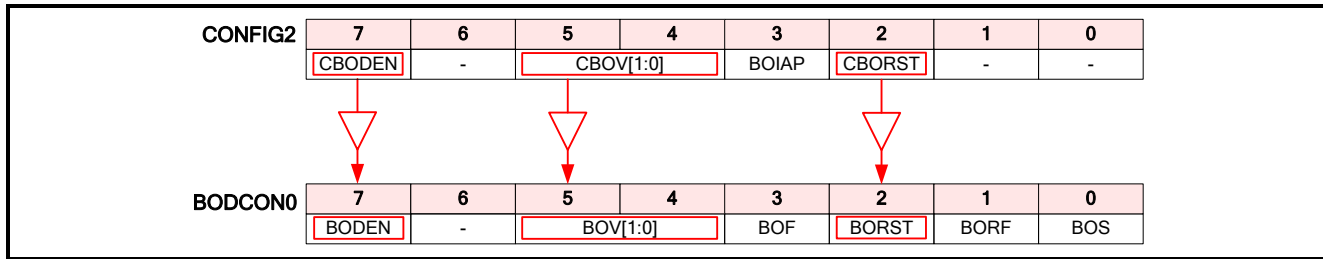 CONFIG2 7 6 5 4 3 2 1 0
CBODEN - CBOV[1:0] BOIAP CBORST - -
BODCON0 7 6 5 4 3 2 1 0
BODEN - BOV[1:0] BOF BORST BORF BOS